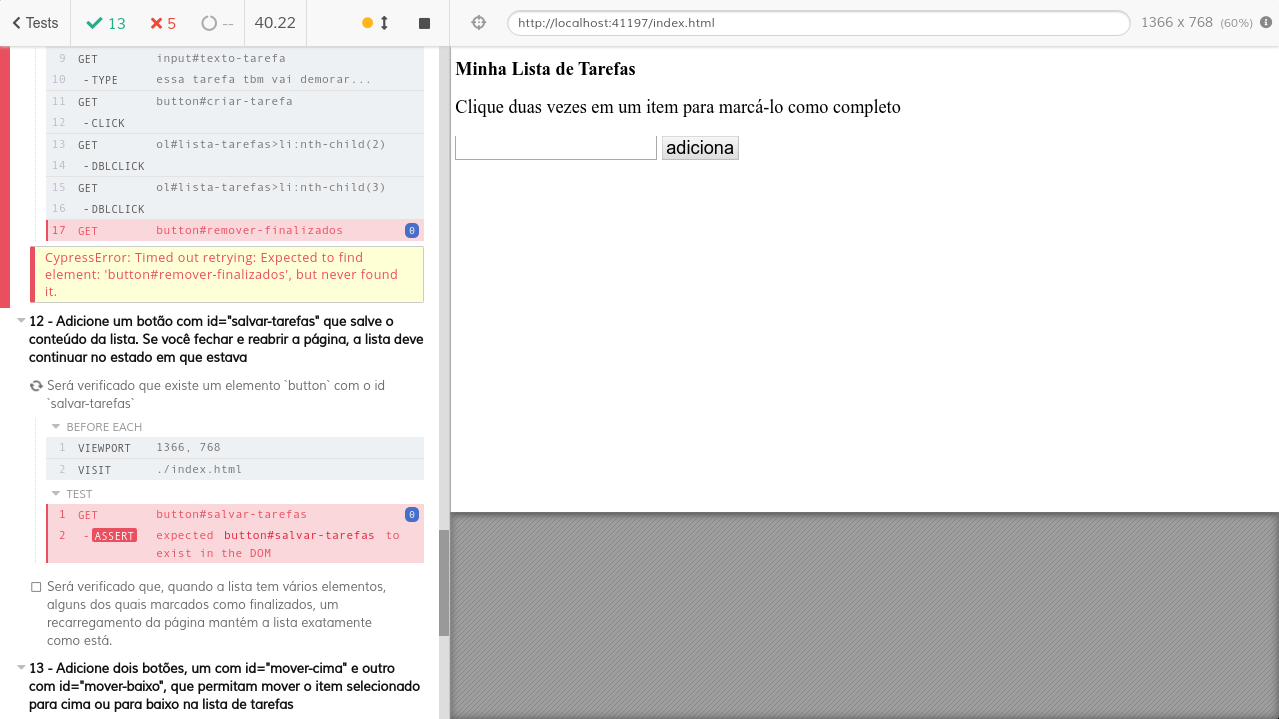 Tests 13 5 -- 40.22 http://localhost:41197/index.html 1366 x 768 (60%)
9 GET input#texto-tarefa
10 -TYPE essa tarefa tbm vai demorar...
11 GET button#criar-tarefa
12 -CLICK
13 GET ol#lista-tarefas>li:nth-child(2)
14 -DBLCLICK
15 GET ol#lista-tarefas>li:nth-child(3)
16 -DBLCLICK
17 GET button#remover-finalizados 0
CypressError: Timed out retrying: Expected to find
element: 'button#remover-finalizados', but never found
it.
12 - Adicione um botão com id="salvar-tarefas" que salve o
conteúdo da lista. Se você fechar e reabrir a página, a lista deve
continuar no estado em que estava
Será verificado que existe um elemento `button` com o id
`salvar-tarefas`
BEFORE EACH
1 VIEWPORT 1366, 768
2 VISIT ./index.html
TEST
1 GET button#salvar-tarefas 0
2 -ASSERT expected button#salvar-tarefas to
exist in the DOM
Será verificado que, quando a lista tem vários elementos,
alguns dos quais marcados como finalizados, um
recarregamento da página mantém a lista exatamente
como está.
13 - Adicione dois botões, um com id="mover-cima" e outro
com id="mover-baixo", que permitam mover o item selecionado
para cima ou para baixo na lista de tarefas
Minha Lista de Tarefas
Clique duas vezes em um item para marcá-lo como completo
adiciona